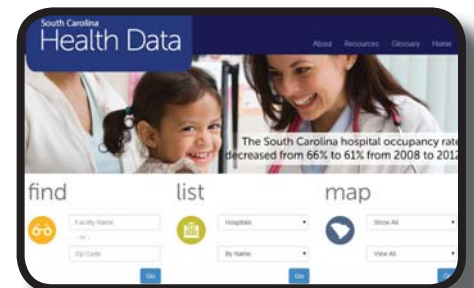 South Carolina
Health Data
About Resources Glossary Home
The South Carolina hospital occupancy rate
decreased from 66% to 61% from 2008 to 2012
find
list
map
Facility Name
- or -
Zip Code
Go
Hospitals
By Name
Go
Show All
View All
Go